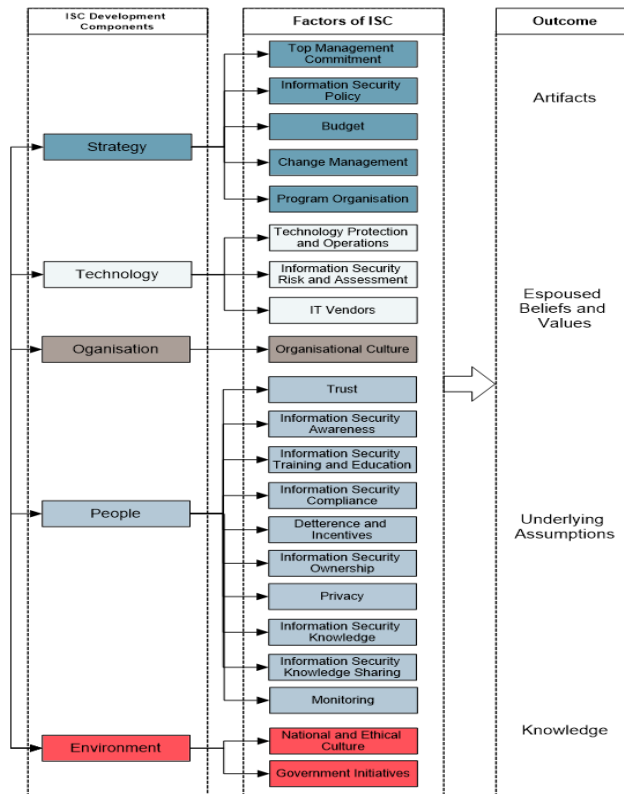 ISC Development
Components
Factors of ISC
Outcome
Strategy
Top Management
Commitment
Information Security
Policy
Budget
Change Management
Program Organisation
Technology
Technology Protection
and Operations
Information Security
Risk and Assessment
IT Vendors
Oganisation
Organisational Culture
People
Trust
Information Security
Awareness
Information Security
Training and Education
Information Security
Compliance
Detterence and
Incentives
Information Security
Ownership
Privacy
Information Security
Knowledge
Information Security
Knowledge Sharing
Monitoring
Environment
National and Ethical
Culture
Government Initiatives
Artifacts
Espoused
Beliefs and
Values
Underlying
Assumptions
Knowledge